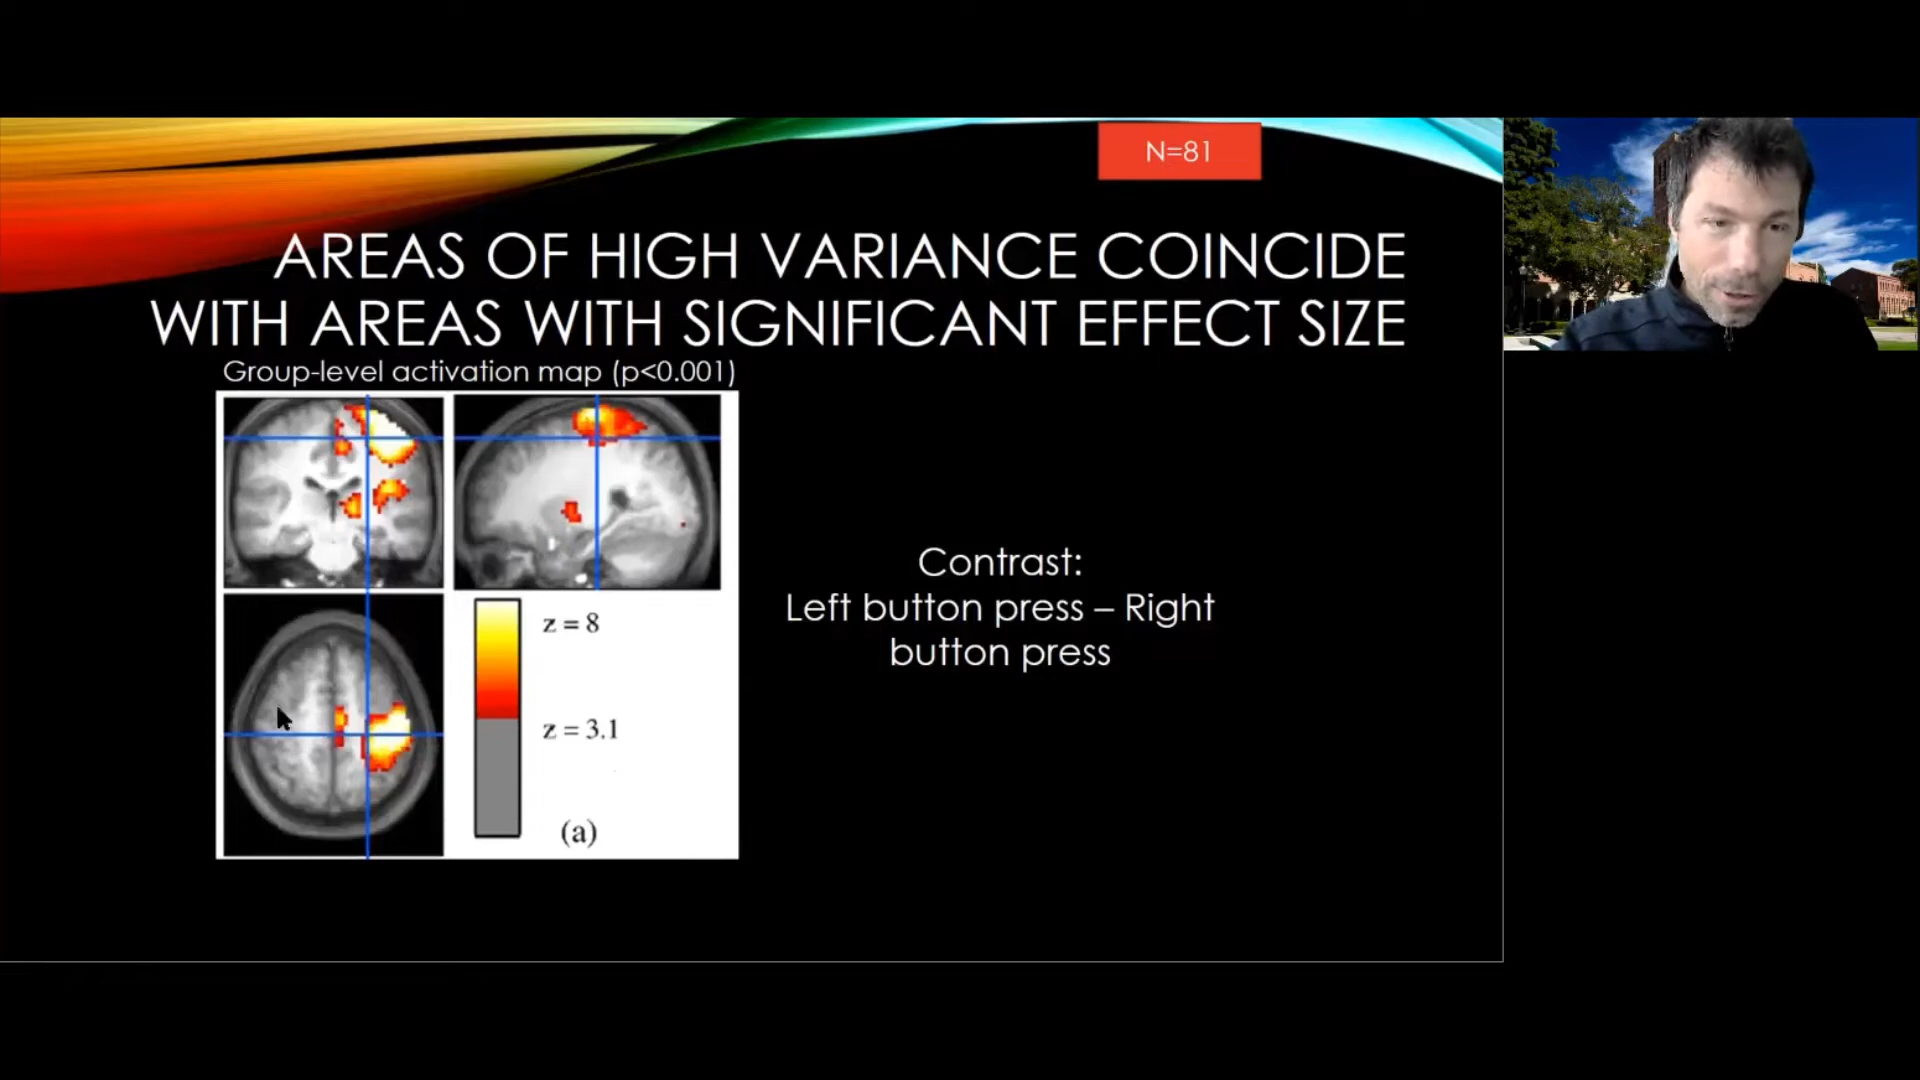 N=81
AREAS OF HIGH VARIANCE COINCIDE
WITH AREAS WITH SIGNIFICANT EFFECT SIZE
Group-level activation map (p<0.001)
z = 8
z = 3.1
(a)
Contrast:
Left button press – Right
button press